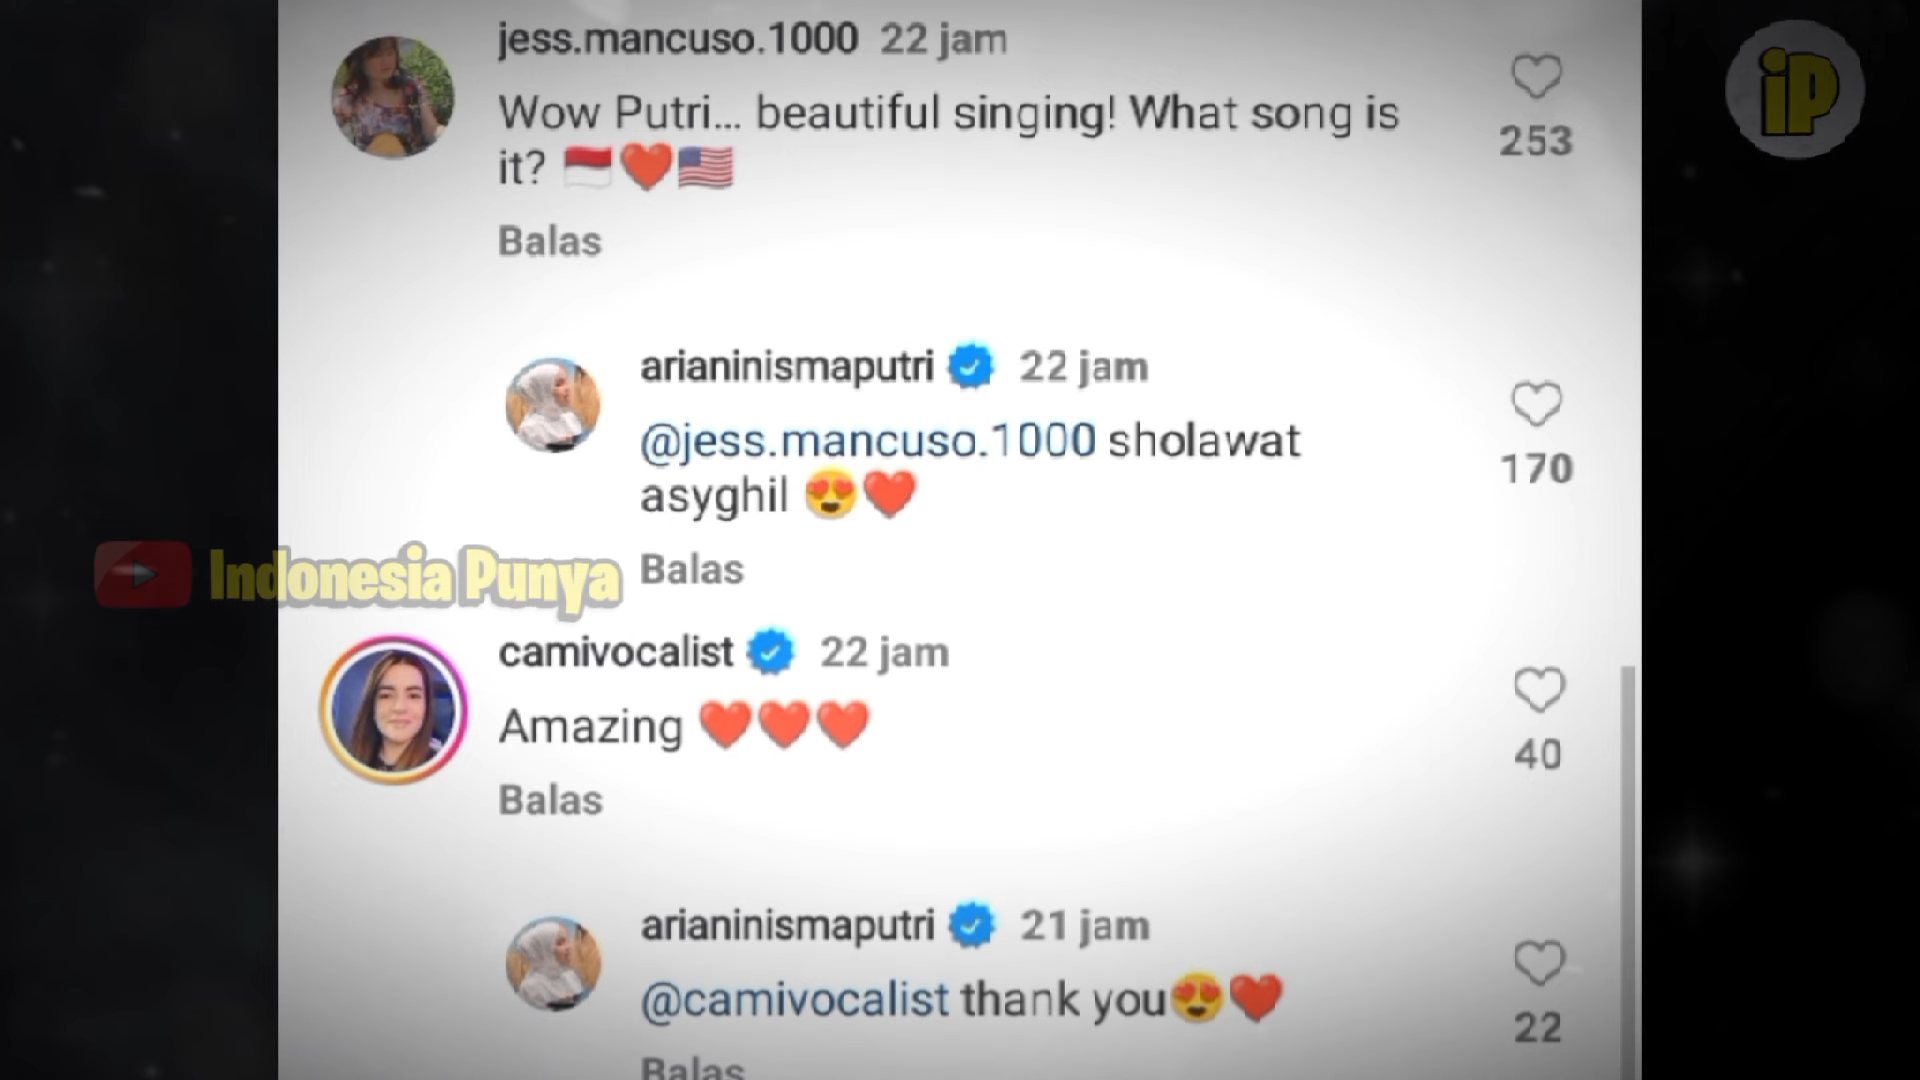 jess.mancuso.1000 22 jam
Wow Putri... beautiful singing! What song is
it? 🇮🇩❤️🇺🇸
253
Balas
iP
arianinismaputri 22 jam
@jess.mancuso.1000 sholawat
asyghil 😍❤️
170
Balas
Indonesia Punya
camivocalist 22 jam
Amazing ❤️❤️❤️
40
Balas
arianinismaputri 21 jam
@camivocalist thank you😍❤️
22
Balas